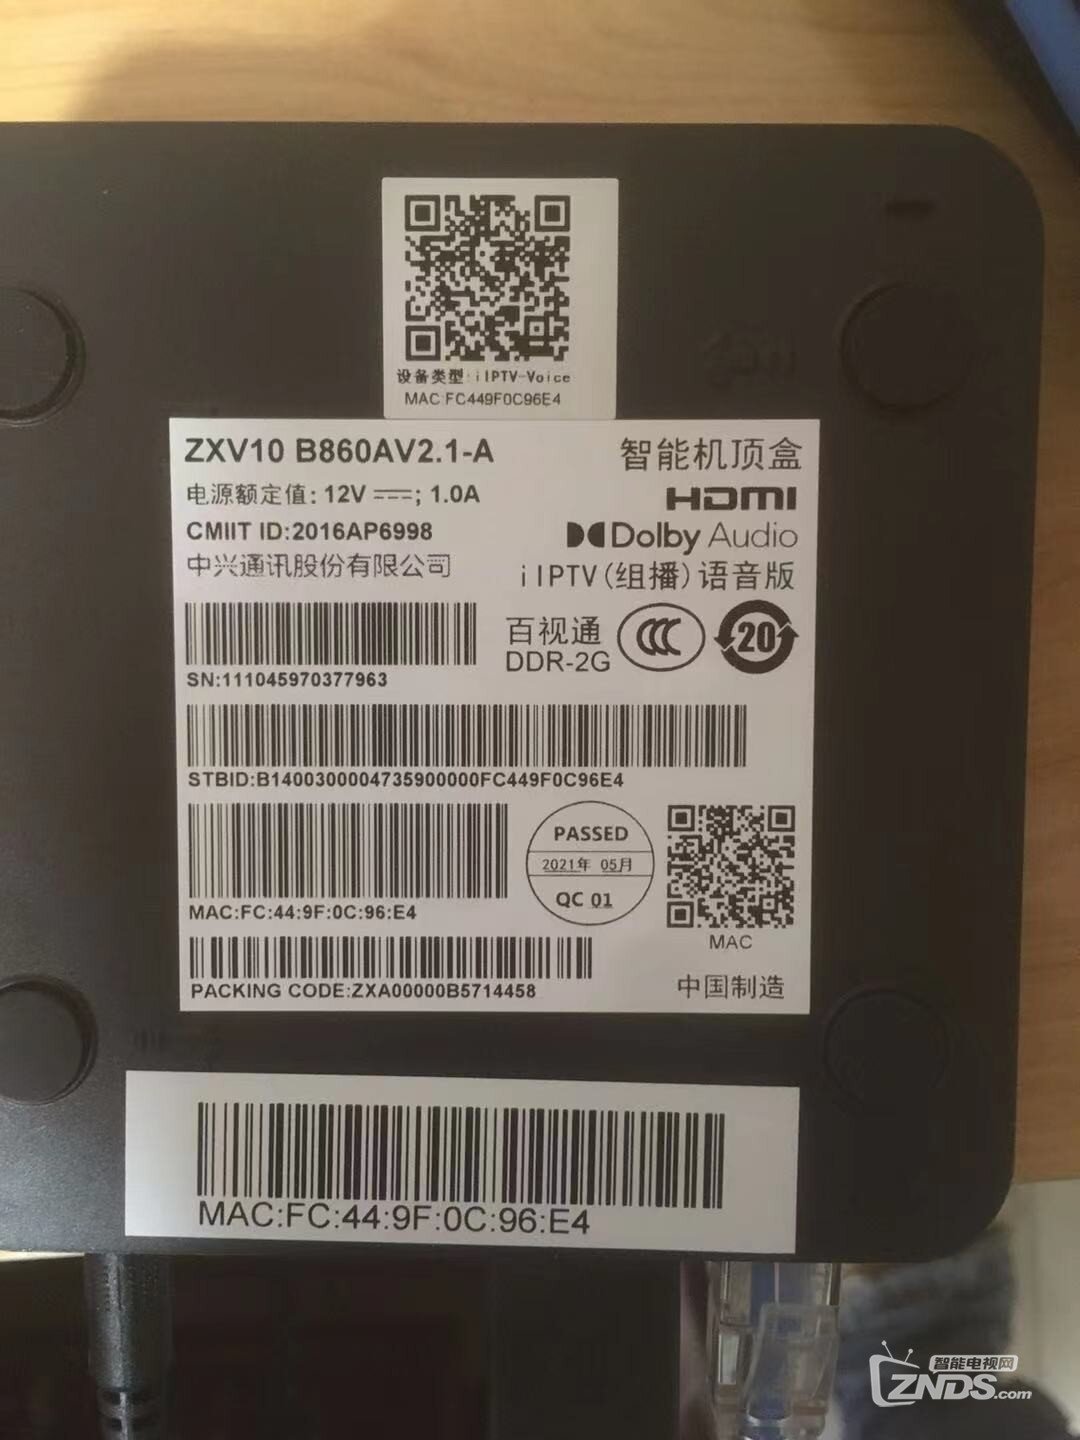 设备类型:iIPTV-Voice
MAC:FC449F0C96E4
ZXV10 B860AV2.1-A
智能机顶盒
电源额定值: 12V ⎓; 1.0A
HDMI
CMIIT ID:2016AP6998
Dolby Audio
中兴通讯股份有限公司
iIPTV(组播)语音版
百视通
DDR-2G
CCC
20
SN:111045970377963
STBID:B1400300004735900000FC449F0C96E4
PASSED
2021年 05月
QC 01
MAC:FC:44:9F:0C:96:E4
MAC
PACKING CODE:ZXA00000B5714458
中国制造
MAC:FC:44:9F:0C:96:E4
智能电视网
ZNDS.com